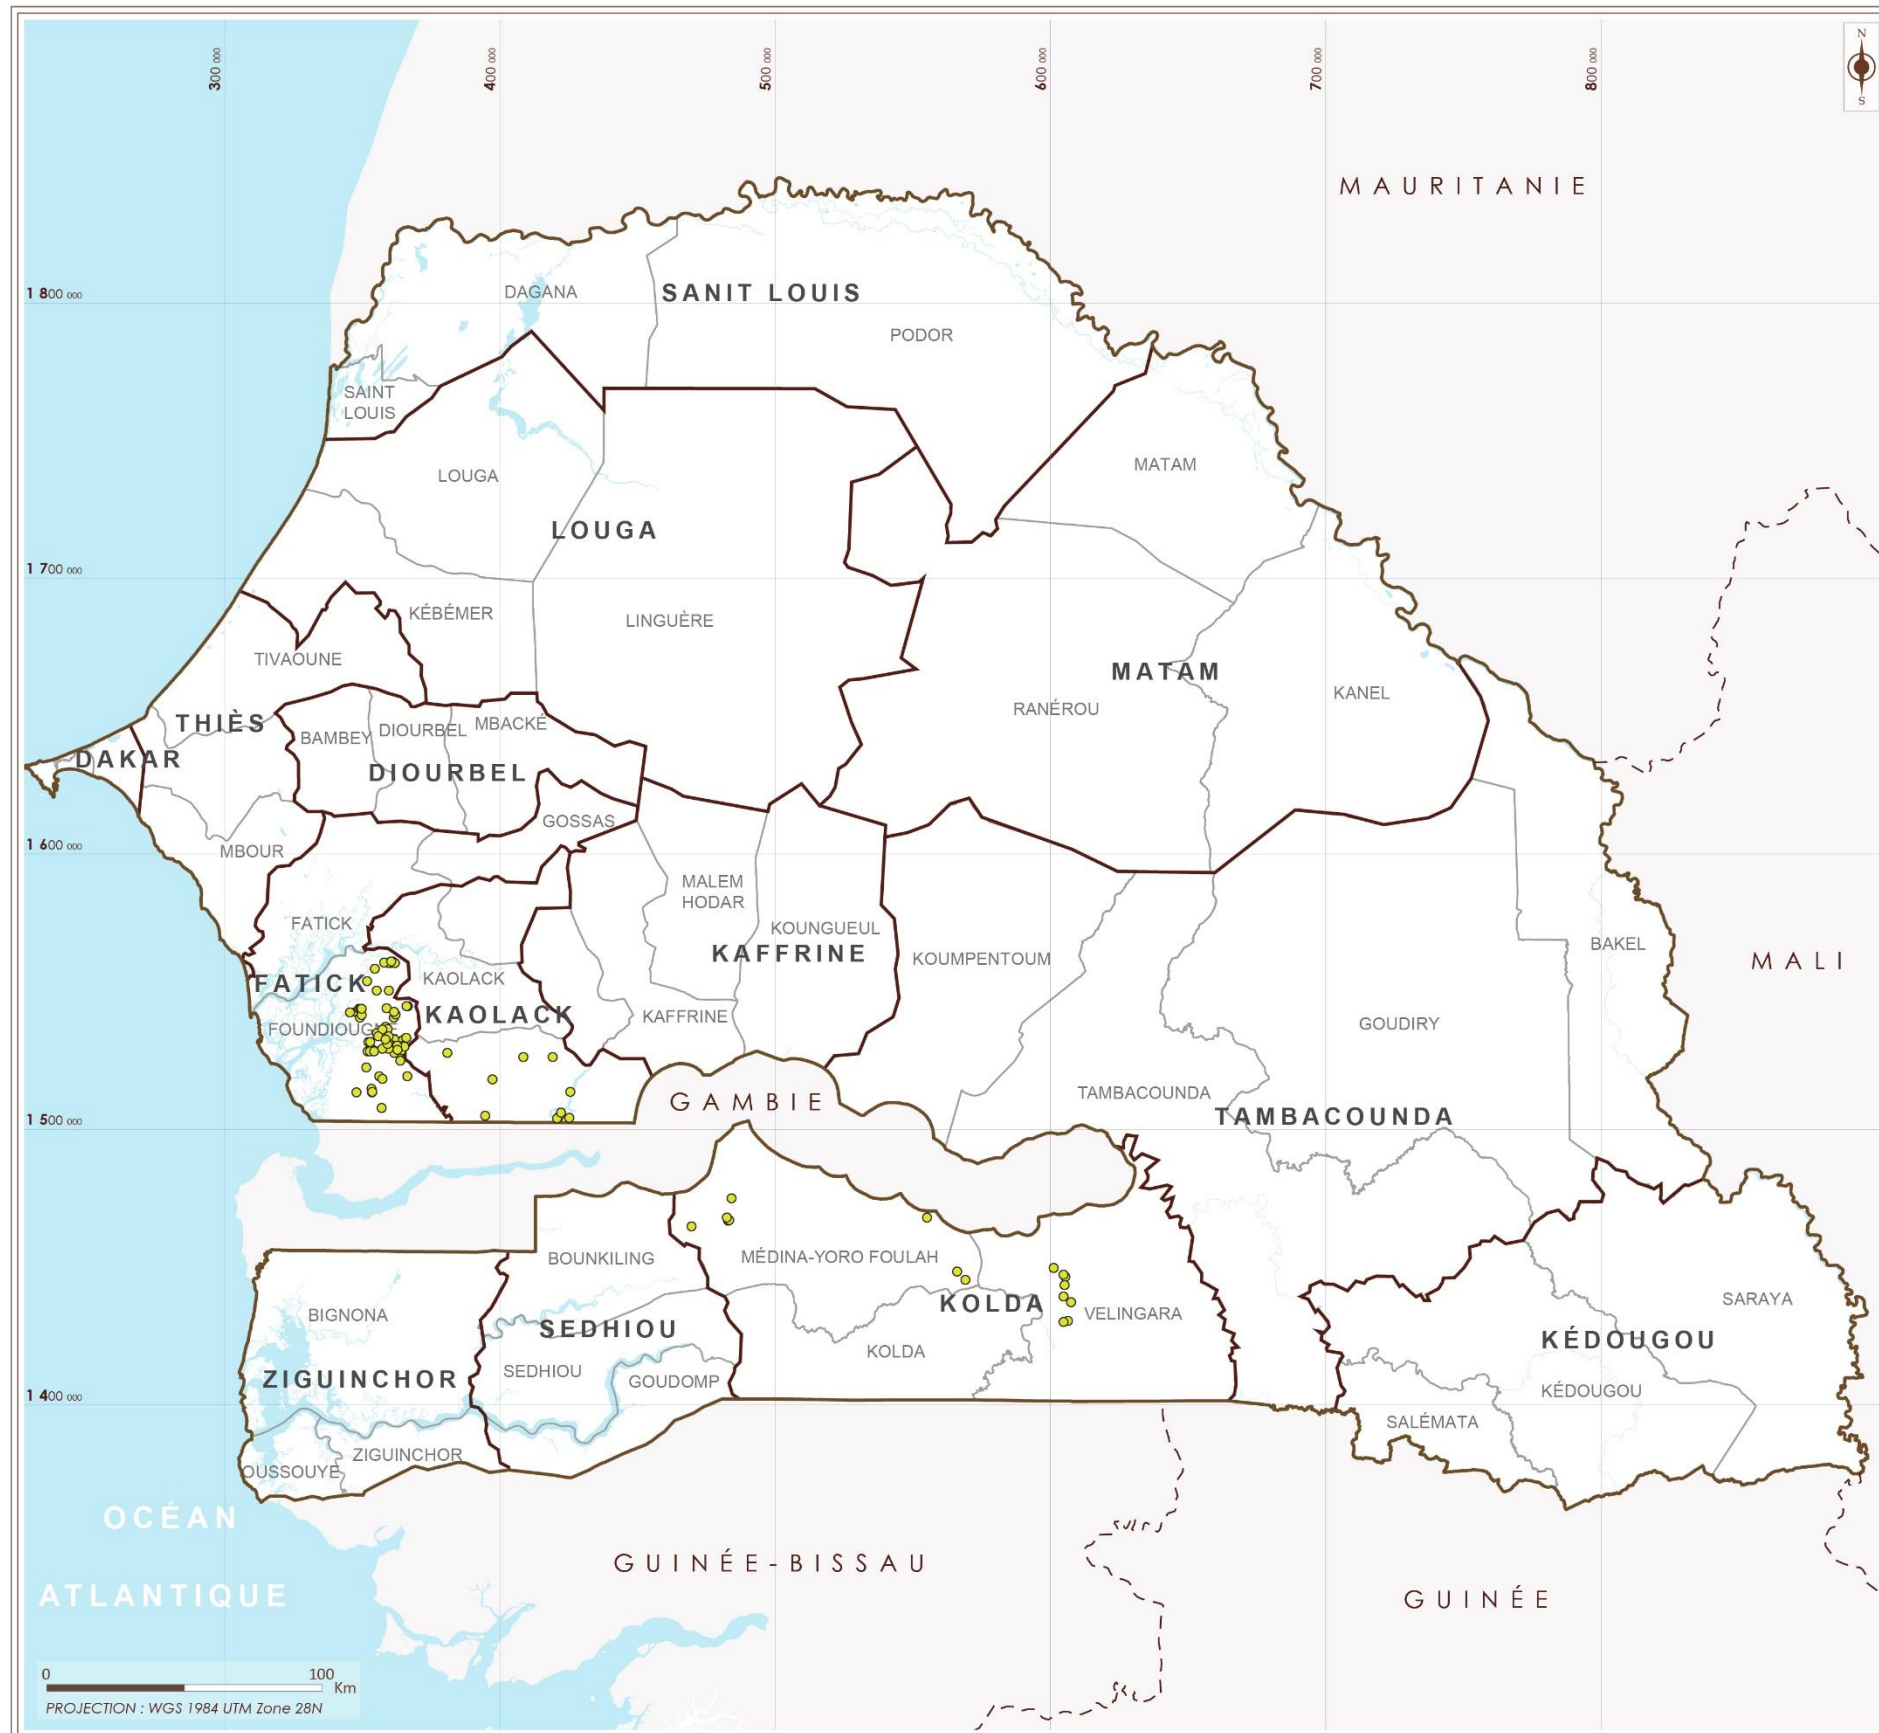 300 000
400 000
500 000
600 000
700 000
800 000
N
S
MAURITANIE
1 800 000
DAGANA
SANIT LOUIS
PODOR
SAINT
LOUIS
MATAM
LOUGA
LOUGA
1 700 000
KÉBÉMER
LINGUÈRE
TIVAOUNE
MATAM
KANEL
RANÉROU
THIÈS
MBACKÉ
DIOURBEL
BAMBEY
DAKAR
DIOURBEL
GOSSAS
1 600 000
MBOUR
MALEM
HODAR
FATICK
KOUNGUEUL
BAKEL
KAFFRINE
KOUMPENTOUM
MALI
KAOLACK
FATICK
KAOLACK
KAFFRINE
GOUDIRY
FOUNDIOUGNE
TAMBACOUNDA
GAMBIE
TAMBACOUNDA
1 500 000
BOUNKILING
MÉDINA-YORO FOULAH
KOLDA
SARAYA
BIGNONA
VELINGARA
SEDHIOU
KÉDOUGOU
KOLDA
SEDHIOU
ZIGUINCHOR
GOUDOMP
KÉDOUGOU
1 400 000
SALÉMATA
ZIGUINCHOR
OUSSOUYE
OCÉAN
GUINÉE-BISSAU
ATLANTIQUE
GUINÉE
0 100
Km
PROJECTION : WGS 1984 UTM Zone 28N